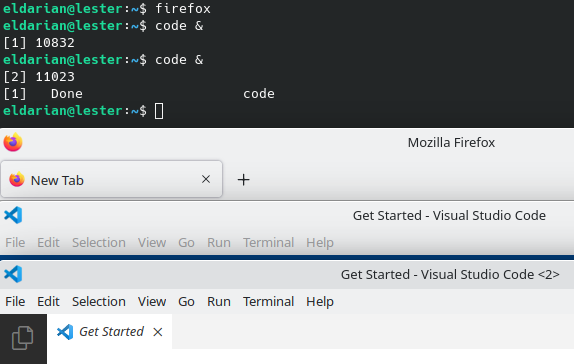 eldarian@lester:~$ firefox
eldarian@lester:~$ code &
[1] 10832
eldarian@lester:~$ code &
[2] 11023
[1]   Done                    code
eldarian@lester:~$
Mozilla Firefox
New Tab
Get Started - Visual Studio Code
File Edit Selection View Go Run Terminal Help
Get Started - Visual Studio Code <2>
File Edit Selection View Go Run Terminal Help
Get Started